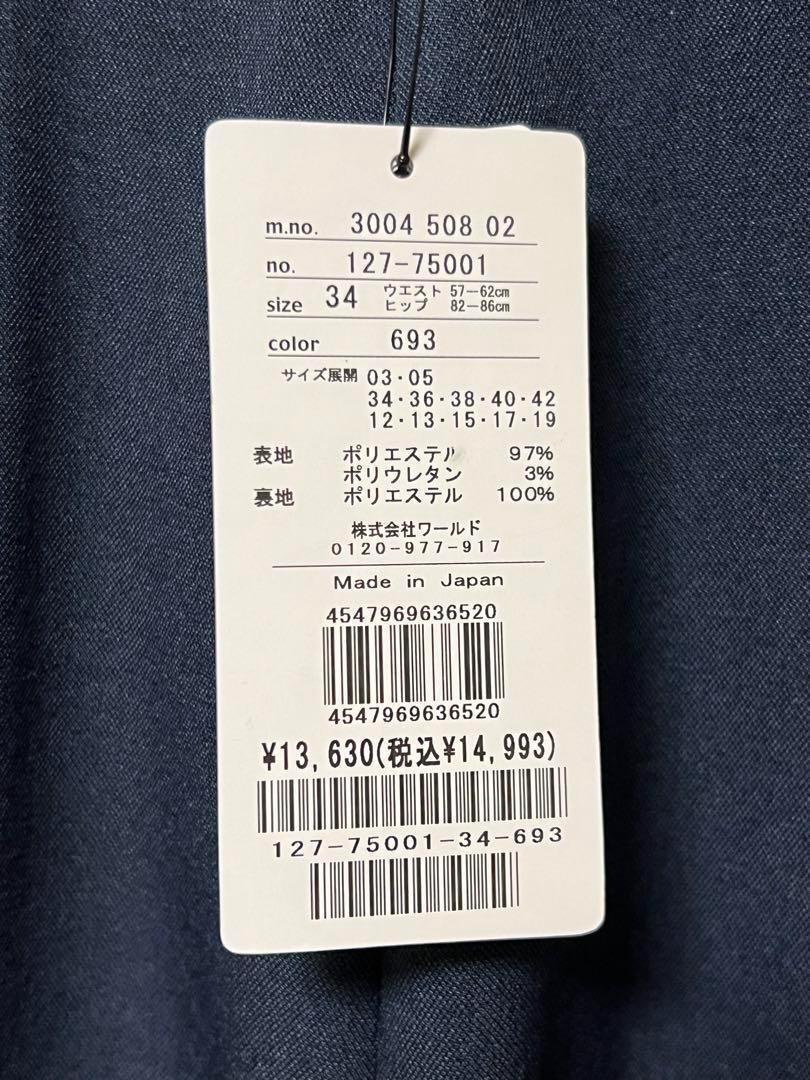 m.no. 3004 508 02
no. 127-75001
size 34 ウエスト 57-62cm
ヒップ 82-86cm
color 693
サイズ展開 03・05
34・36・38・40・42
12・13・15・17・19
表地 ポリエステル 97%
ポリウレタン 3%
裏地 ポリエステル 100%
株式会社ワールド
0120-977-917
Made in Japan
4547969636520
4547969636520
¥13,630(税込¥14,993)
127-75001-34-693